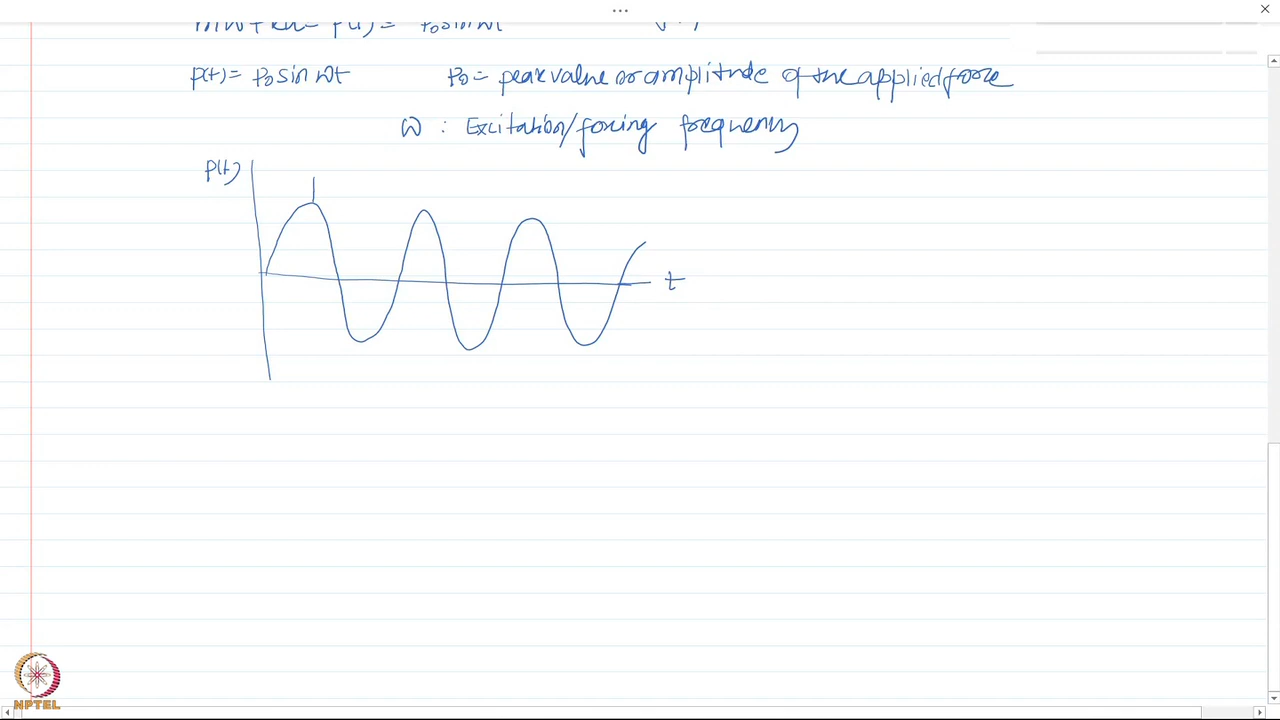 P(t) = P₀ sin ωt P₀ = peak value or amplitude of the applied force
ω : Excitation/forcing frequency
P(t)
t
NPTEL